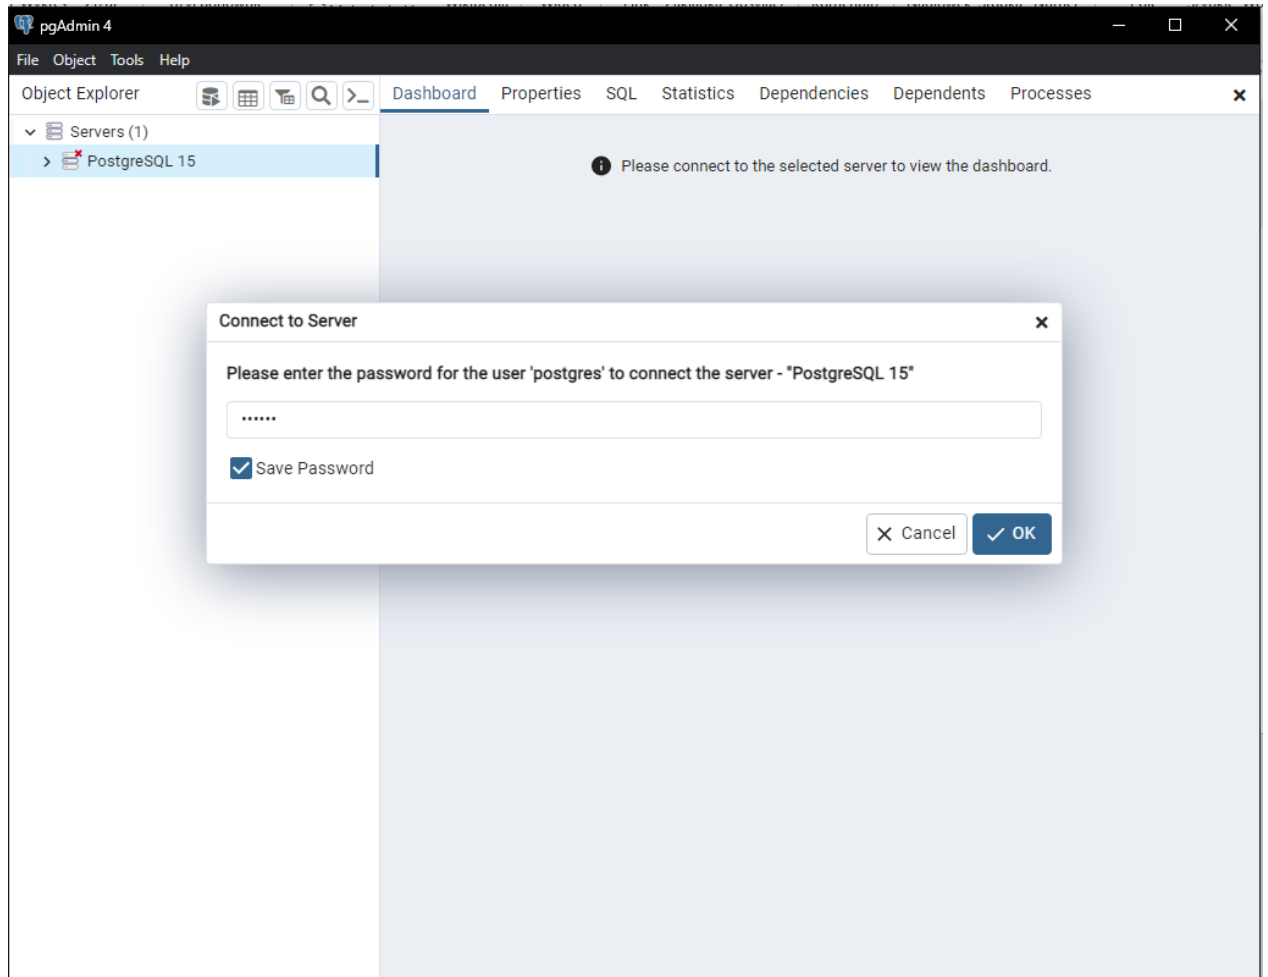 pgAdmin 4
File Object Tools Help
Object Explorer
Dashboard Properties SQL Statistics Dependencies Dependents Processes
Servers (1)
PostgreSQL 15
Please connect to the selected server to view the dashboard.
Connect to Server
Please enter the password for the user 'postgres' to connect the server - "PostgreSQL 15"
••••••
Save Password
Cancel OK